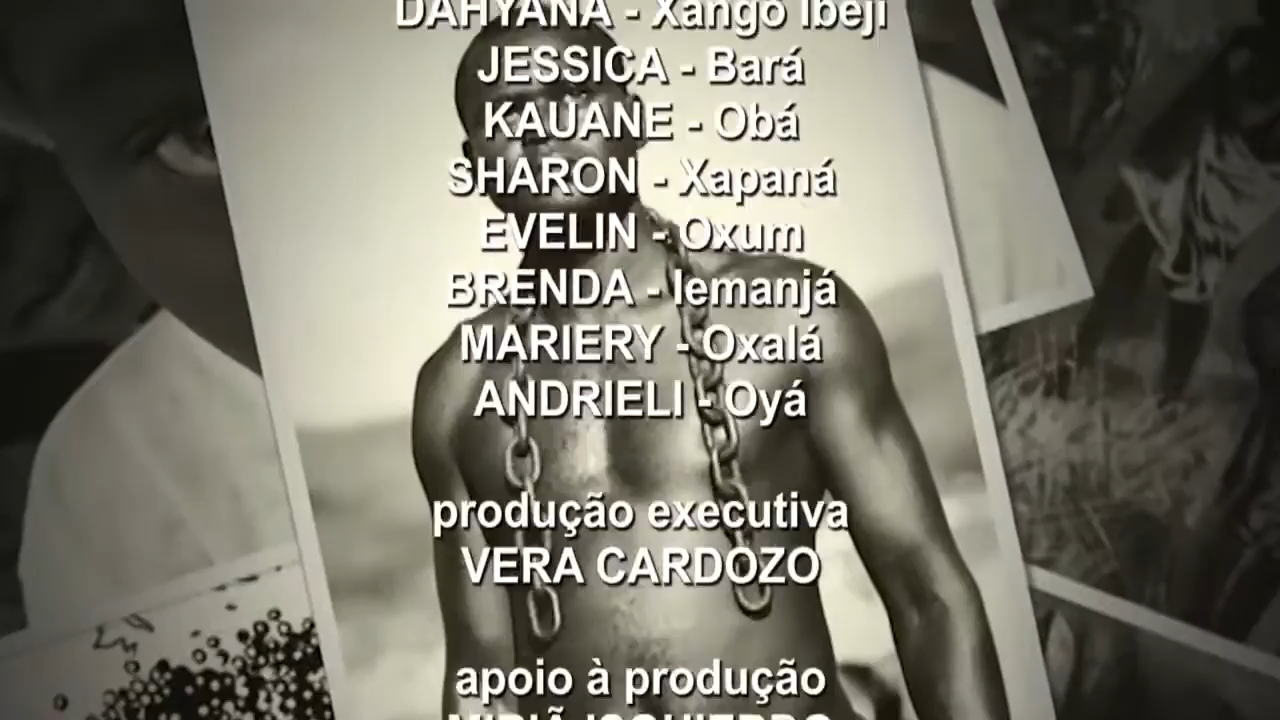 DAHYANA - Xangô Ibeji
JESSICA - Bará
KAUANE - Obá
SHARON - Xapaná
EVELIN - Oxum
BRENDA - Iemanjá
MARIERY - Oxalá
ANDRIELI - Oyá
produção executiva
VERA CARDOZO
apoio à produção